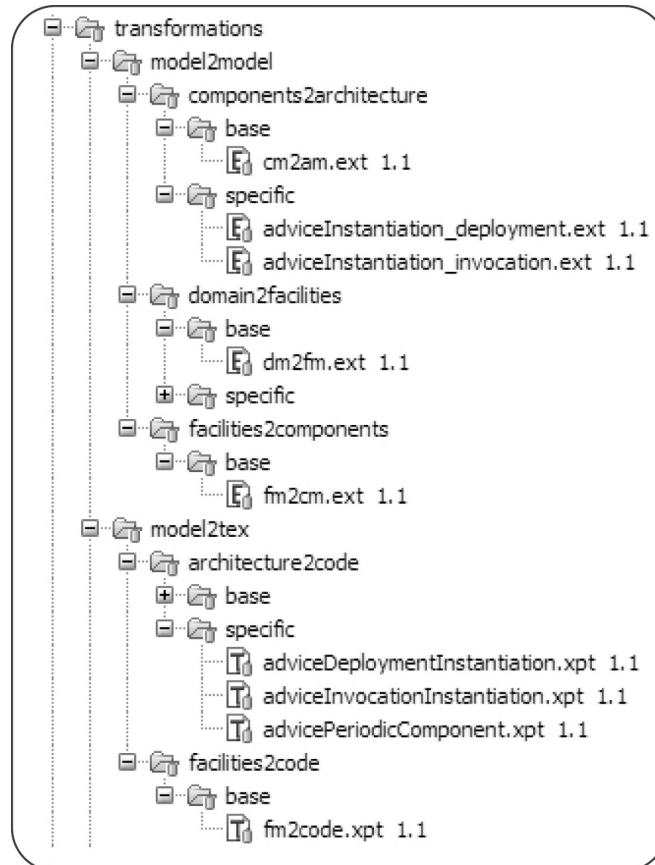 transformations
model2model
components2architecture
base
cm2am.ext 1.1
specific
adviceInstantiation_deployment.ext 1.1
adviceInstantiation_invocation.ext 1.1
domain2facilities
base
dm2fm.ext 1.1
specific
facilities2components
base
fm2cm.ext 1.1
model2tex
architecture2code
base
specific
adviceDeploymentInstantiation.xpt 1.1
adviceInvocationInstantiation.xpt 1.1
advicePeriodicComponent.xpt 1.1
facilities2code
base
fm2code.xpt 1.1